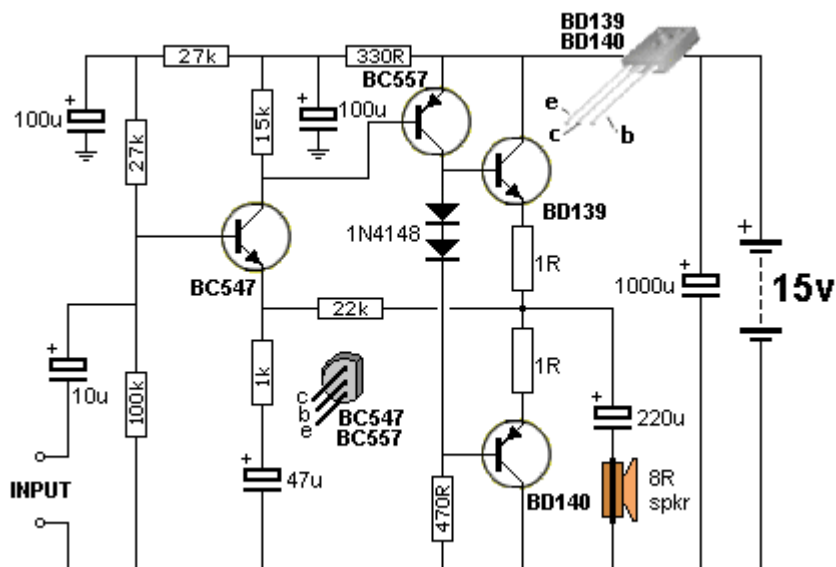 BD139
BD140
27k
330R
BC557
100u
100u
15k
27k
e
c
b
BD139
1N4148
BC547
1R
1000u
15v
22k
10u
100k
1k
c
b
e
BC547
BC557
1R
220u
INPUT
47u
470R
BD140
8R
spkr
+
+
+
+
+
+
+